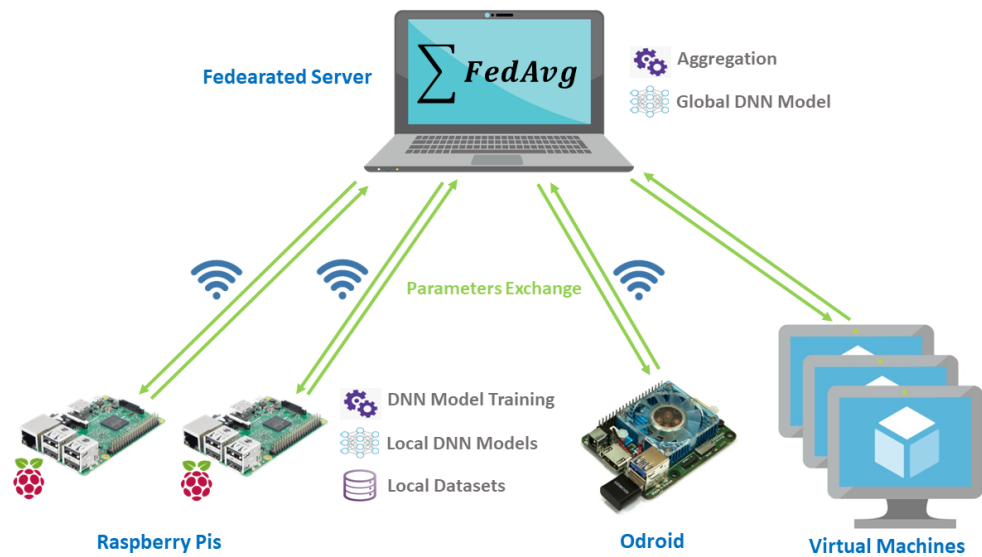 Fedearated Server
∑ FedAvg
Aggregation
Global DNN Model
Parameters Exchange
DNN Model Training
Local DNN Models
Local Datasets
Raspberry Pis
Odroid
Virtual Machines